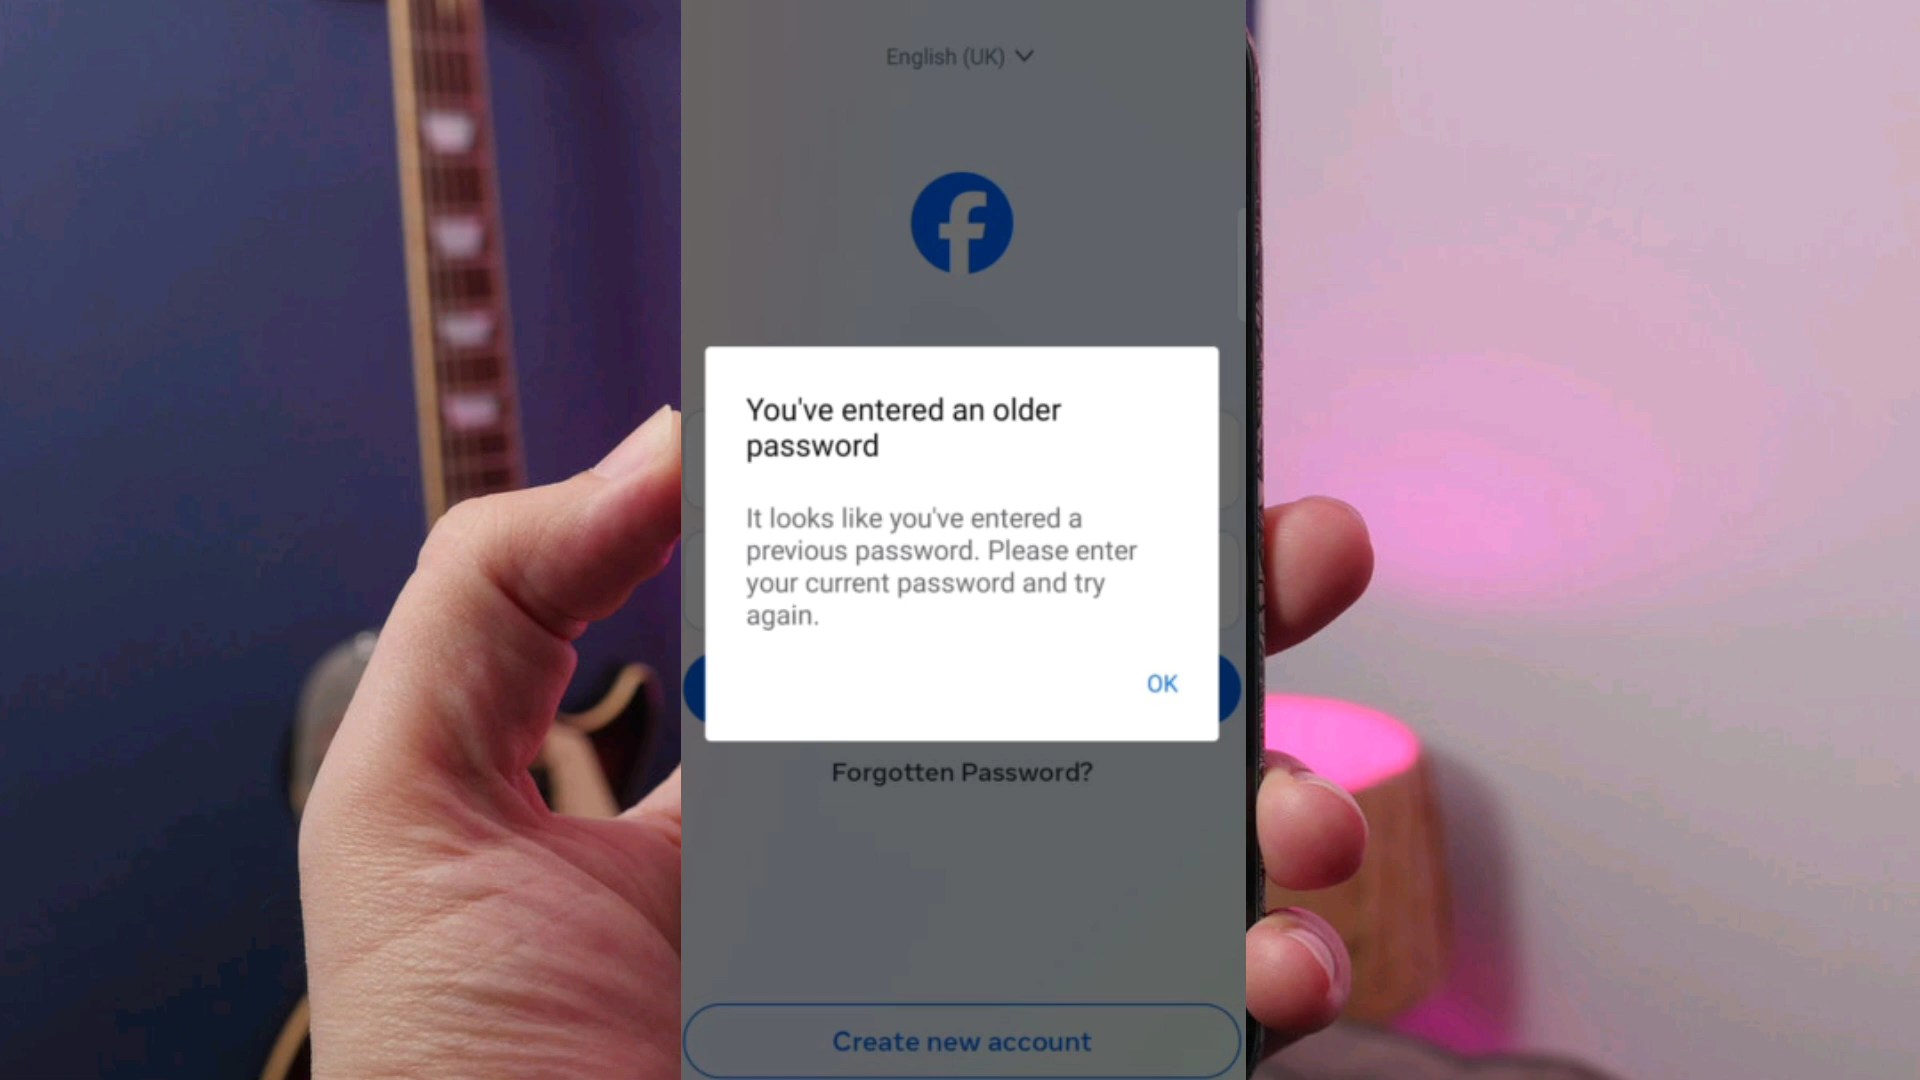 English (UK)
You've entered an older
password
It looks like you've entered a
previous password. Please enter
your current password and try
again.
OK
Forgotten Password?
Create new account